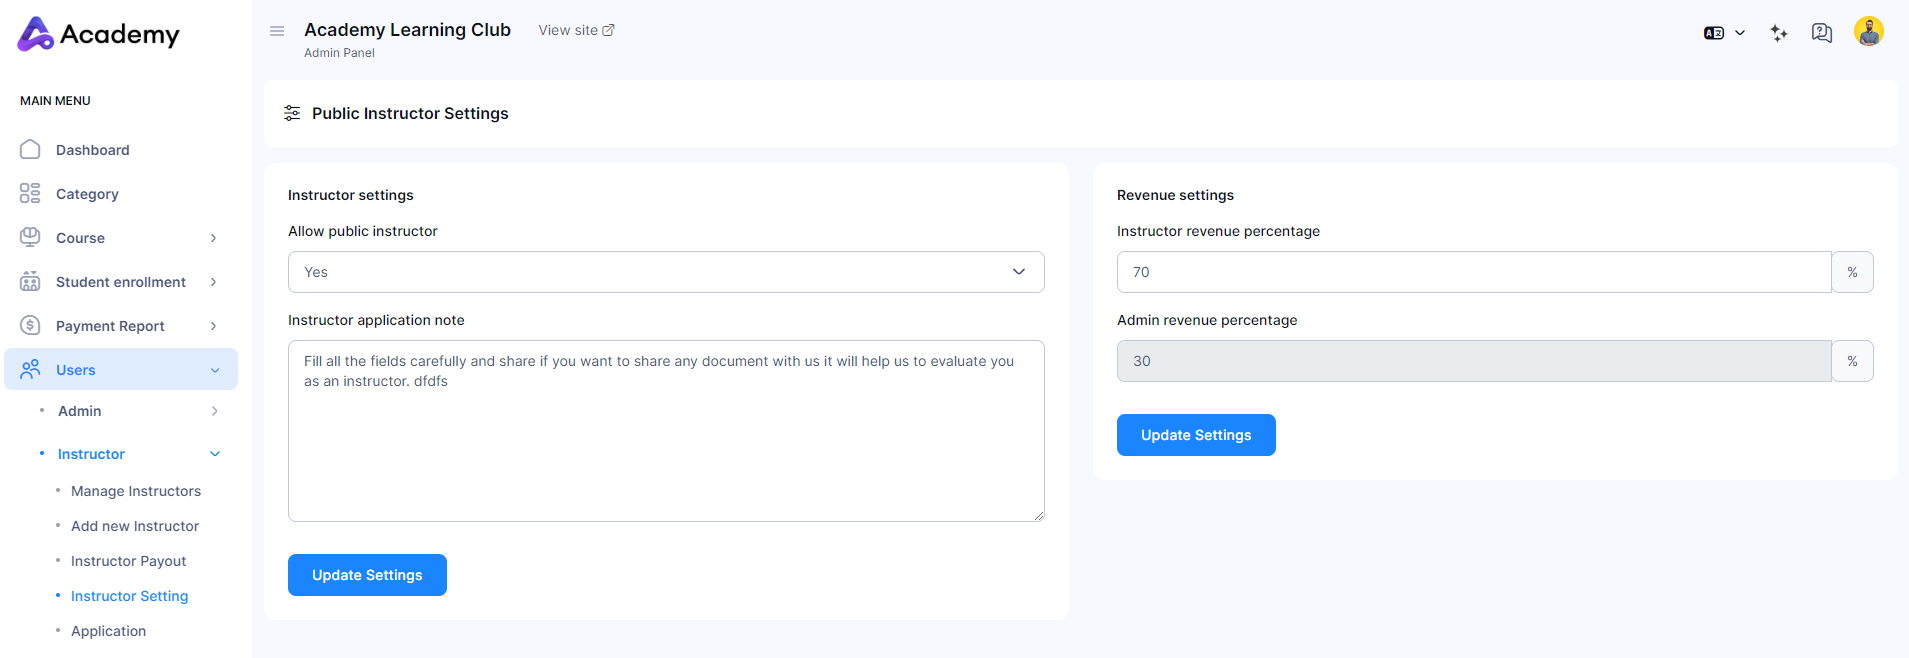 Academy
MAIN MENU
Dashboard
Category
Course
Student enrollment
Payment Report
Users
Admin
Instructor
Manage Instructors
Add new Instructor
Instructor Payout
Instructor Setting
Application
Academy Learning Club
View site
Admin Panel
Public Instructor Settings
Instructor settings
Allow public instructor
Yes
Instructor application note
Fill all the fields carefully and share if you want to share any document with us it will help us to evaluate you
as an instructor. dfdfs
Update Settings
Revenue settings
Instructor revenue percentage
70
%
Admin revenue percentage
30
%
Update Settings